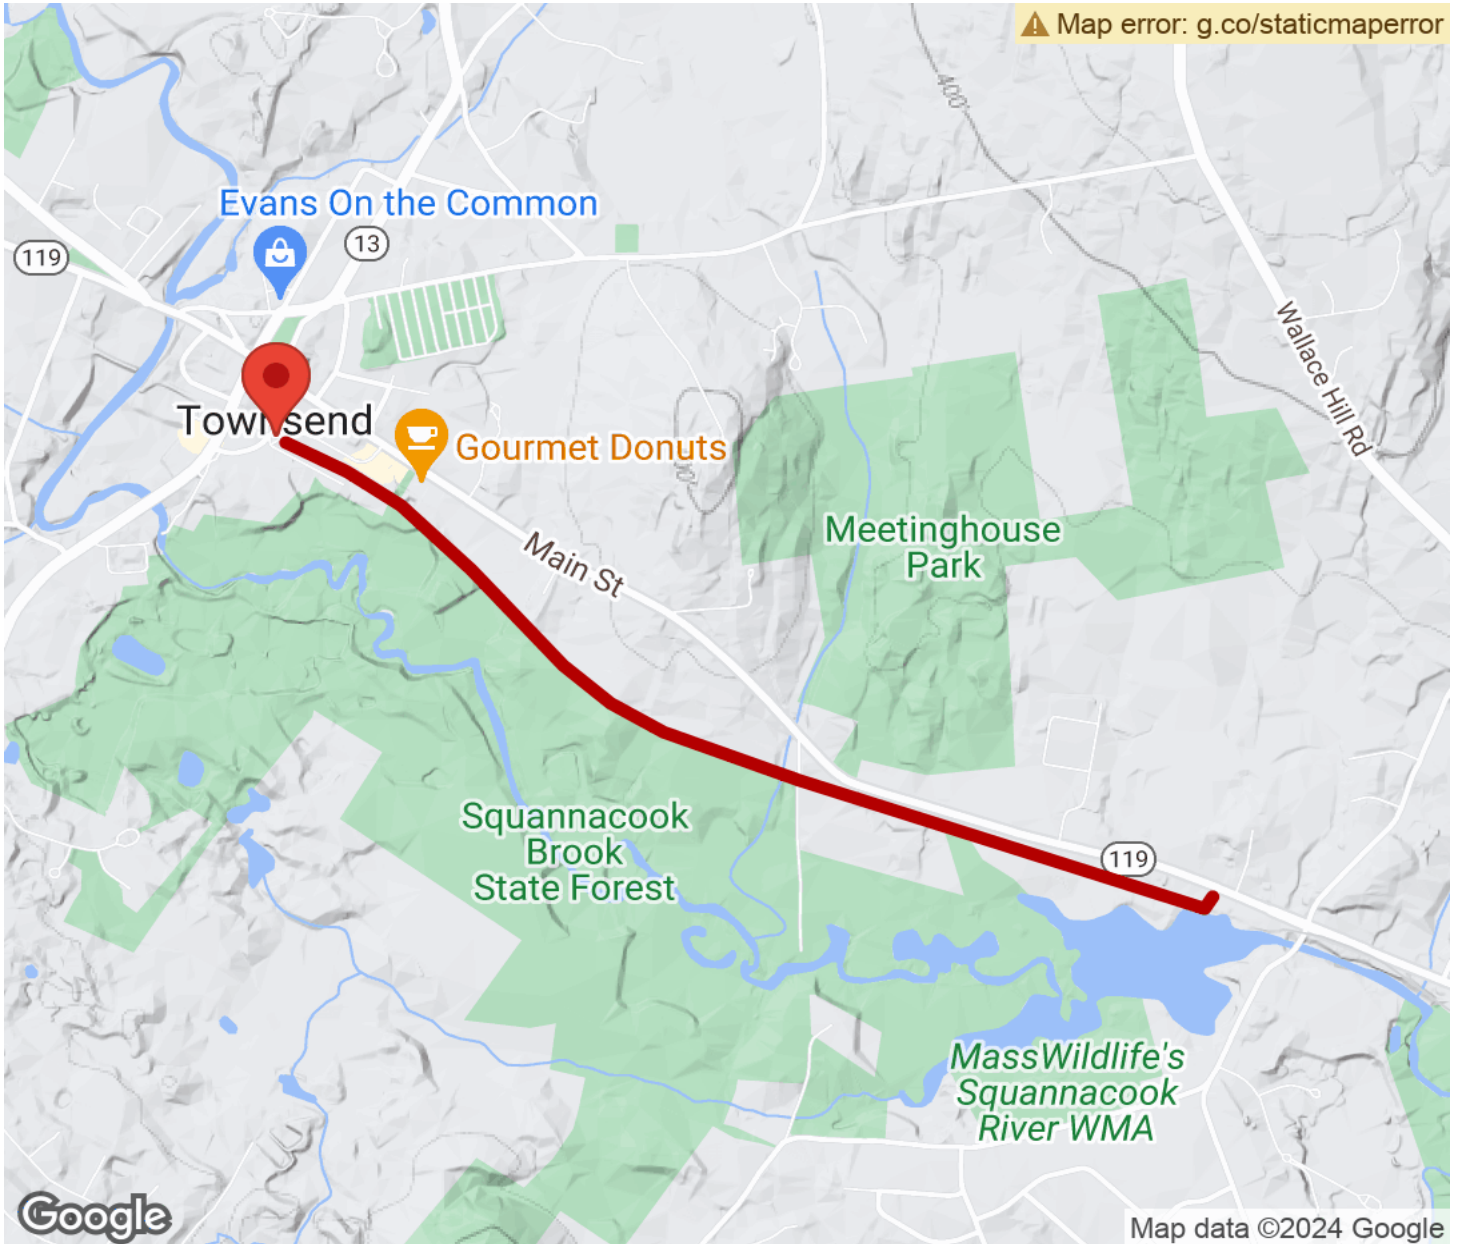 Map error: g.co/staticmaperror
400'
Evans On the Common
13
119
Wallace Hill Rd
Townsend
Gourmet Donuts
Meetinghouse
Park
Main St
Squannacook
Brook
State Forest
119
MassWildlife's
Squannacook
River WMA
Google
Map data ©2024 Google